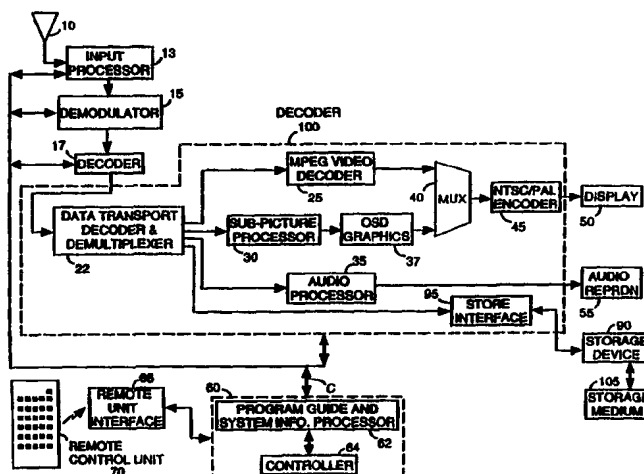 10
INPUT
PROCESSOR
13
DEMODULATOR
15
17
DECODER
DECODER
100
MPEG VIDEO
DECODER
25
40
MUX
NTSC/PAL
ENCODER
45
DISPLAY
50
DATA TRANSPORT
DECODER &
DEMULTIPLEXER
22
SUB-PICTURE
PROCESSOR
30
OSD
GRAPHICS
37
35
AUDIO
PROCESSOR
95
STORE
INTERFACE
AUDIO
REPRDN
55
90
STORAGE
DEVICE
105
STORAGE
MEDIUM
C
65
REMOTE
UNIT
INTERFACE
60
PROGRAM GUIDE AND
SYSTEM INFO. PROCESSOR
62
64
CONTROLLER
REMOTE
CONTROL UNIT
70